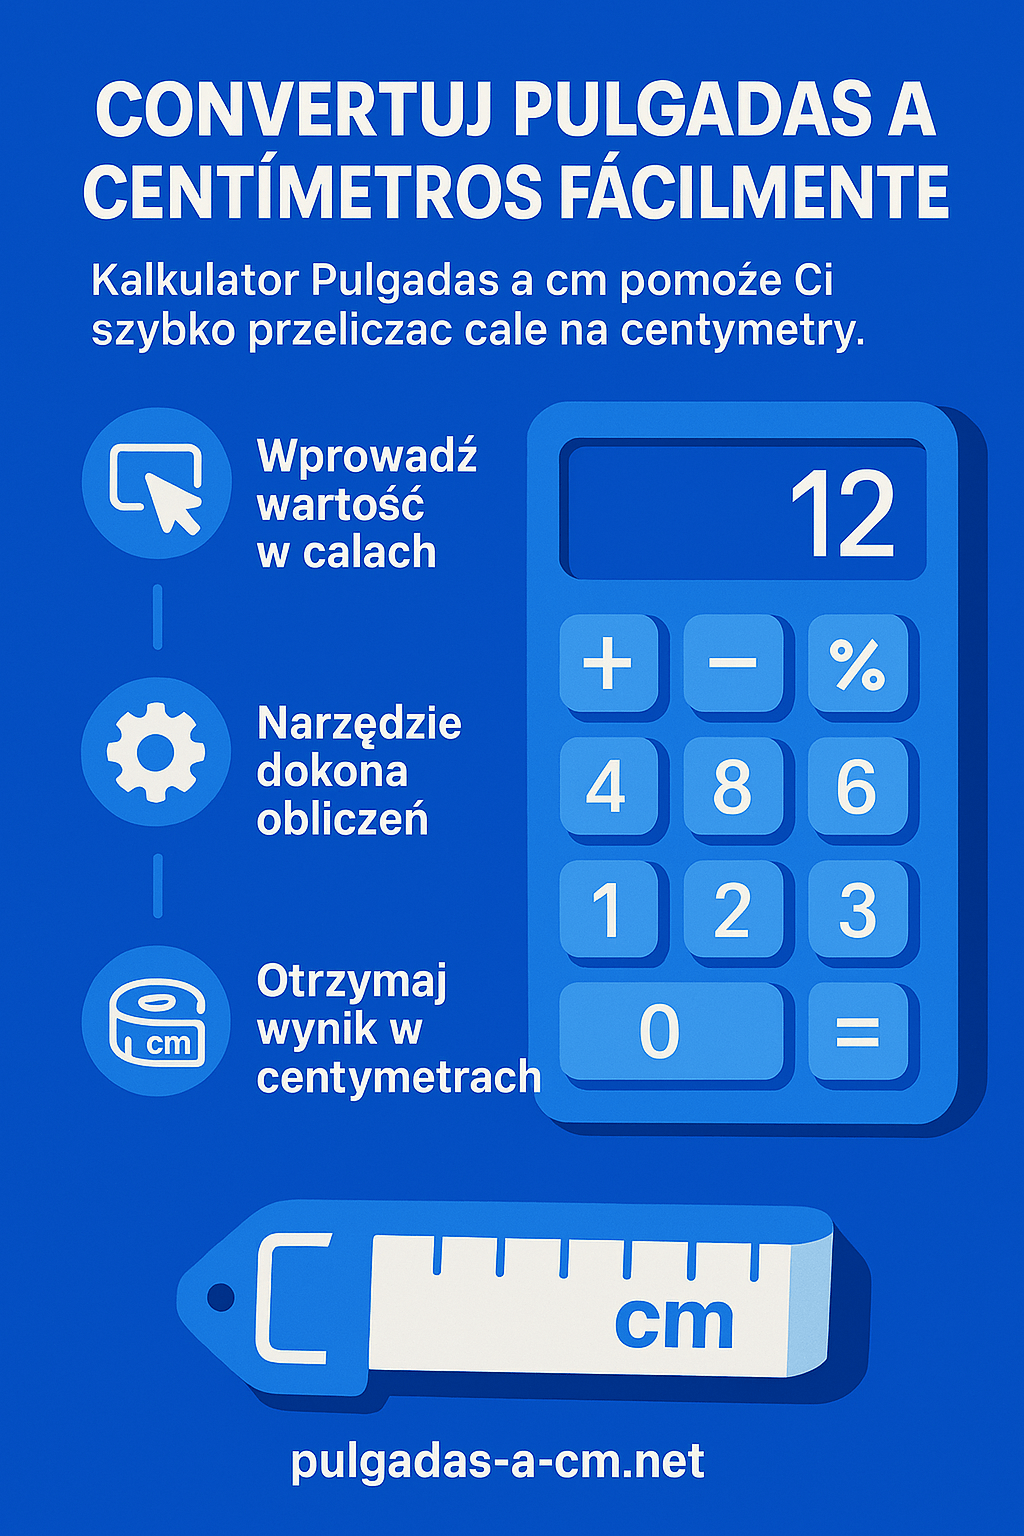 CONVERTUJ PULGADAS A
CENTÍMETROS FÁCILMENTE
Kalkulator Pulgadas a cm pomoźe Ci
szybko przeliczac cale na centymetry.
Wprowadź
wartość
w calach
Narzędzie
dokona
obliczeń
cm
Otrzymaj
wynik w
centymetrach
12
+ − %
4 8 6
1 2 3
0 =
cm
pulgadas-a-cm.net